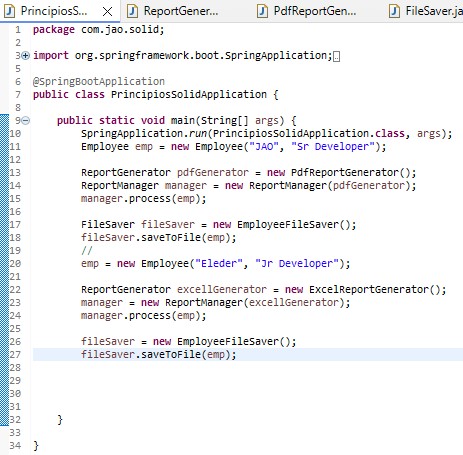 PrincipiosS...
ReportGener...
PdfReportGen...
FileSaver.ja
1 package com.jao.solid;
2
3 import org.springframework.boot.SpringApplication;
5
6 @SpringBootApplication
7 public class PrincipiosSolidApplication {
8
9 public static void main(String[] args) {
10 SpringApplication.run(PrincipiosSolidApplication.class, args);
11 Employee emp = new Employee("JAO", "Sr Developer");
12
13 ReportGenerator pdfGenerator = new PdfReportGenerator();
14 ReportManager manager = new ReportManager(pdfGenerator);
15 manager.process(emp);
16
17 FileSaver fileSaver = new EmployeeFileSaver();
18 fileSaver.saveToFile(emp);
19 //
20 emp = new Employee("Eleder", "Jr Developer");
21
22 ReportGenerator excellGenerator = new ExcelReportGenerator();
23 manager = new ReportManager(excellGenerator);
24 manager.process(emp);
25
26 fileSaver = new EmployeeFileSaver();
27 fileSaver.saveToFile(emp);
28
29
30
31
32 }
33
34 }